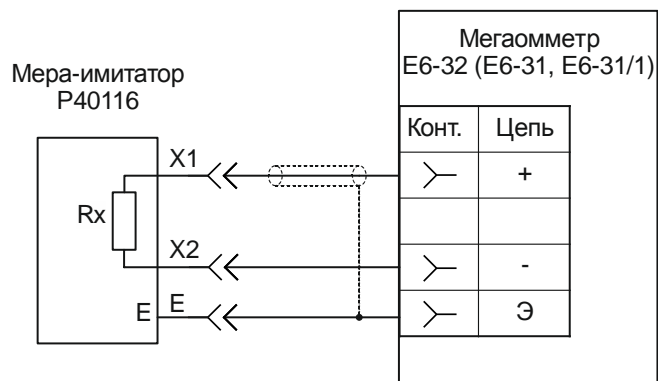 Мегаомметр
Е6-32 (Е6-31, Е6-31/1)
Мера-имитатор
Р40116
Конт.
Цепь
X1
+
Rx
X2
-
E
E
Э